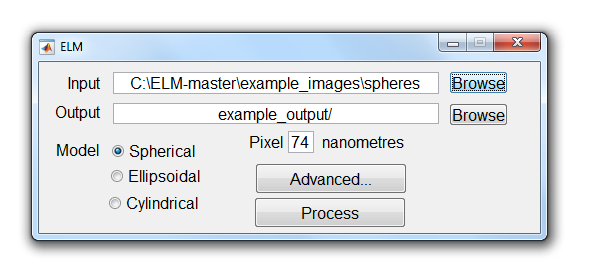 ELM
Input C:\ELM-master\example_images\spheres Browse
Output example_output/ Browse
Pixel 74 nanometres
Model Spherical
Ellipsoidal
Advanced...
Cylindrical
Process